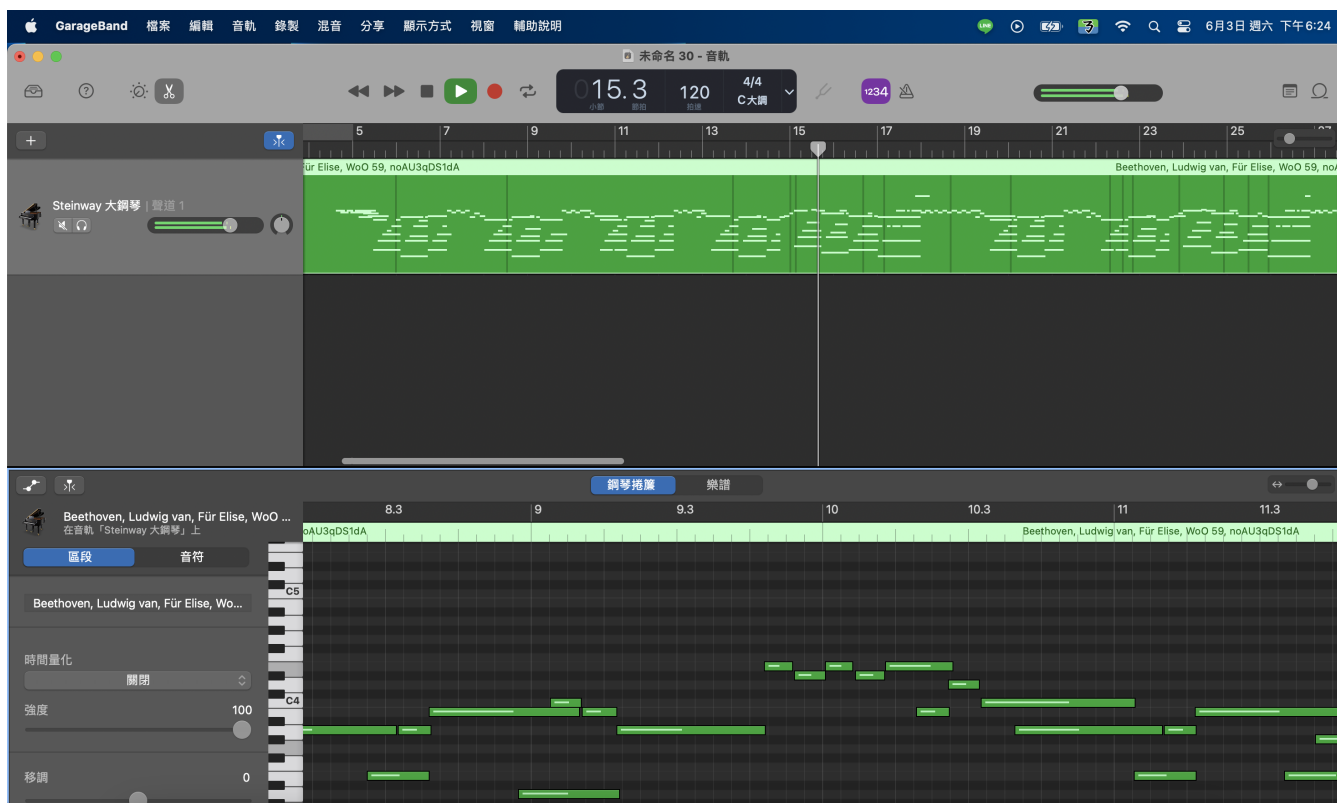 GarageBand 檔案 編輯 音軌 錄製 混音 分享 顯示方式 視窗 輔助說明 6月3日 週六 下午6:24
未命名 30 - 音軌
015.3 120 4/4
小節 節拍 拍速 C大調
1234
5 7 9 11 13 15 17 19 21 23 25 27
ür Elise, WoO 59, noAU3qDS1dA Beethoven, Ludwig van, Für Elise, WoO 59, no
Steinway 大鋼琴 | 聲道 1
鋼琴捲簾 樂譜
8.3 9 9.3 10 10.3 11 11.3
Beethoven, Ludwig van, Für Elise, WoO ...
在音軌「Steinway 大鋼琴」上
oAU3qDS1dA Beethoven, Ludwig van, Für Elise, WoO 59, noAU3qDS1dA
區段 音符
C5
Beethoven, Ludwig van, Für Elise, Wo...
時間量化
關閉
C4
強度 100
移調 0